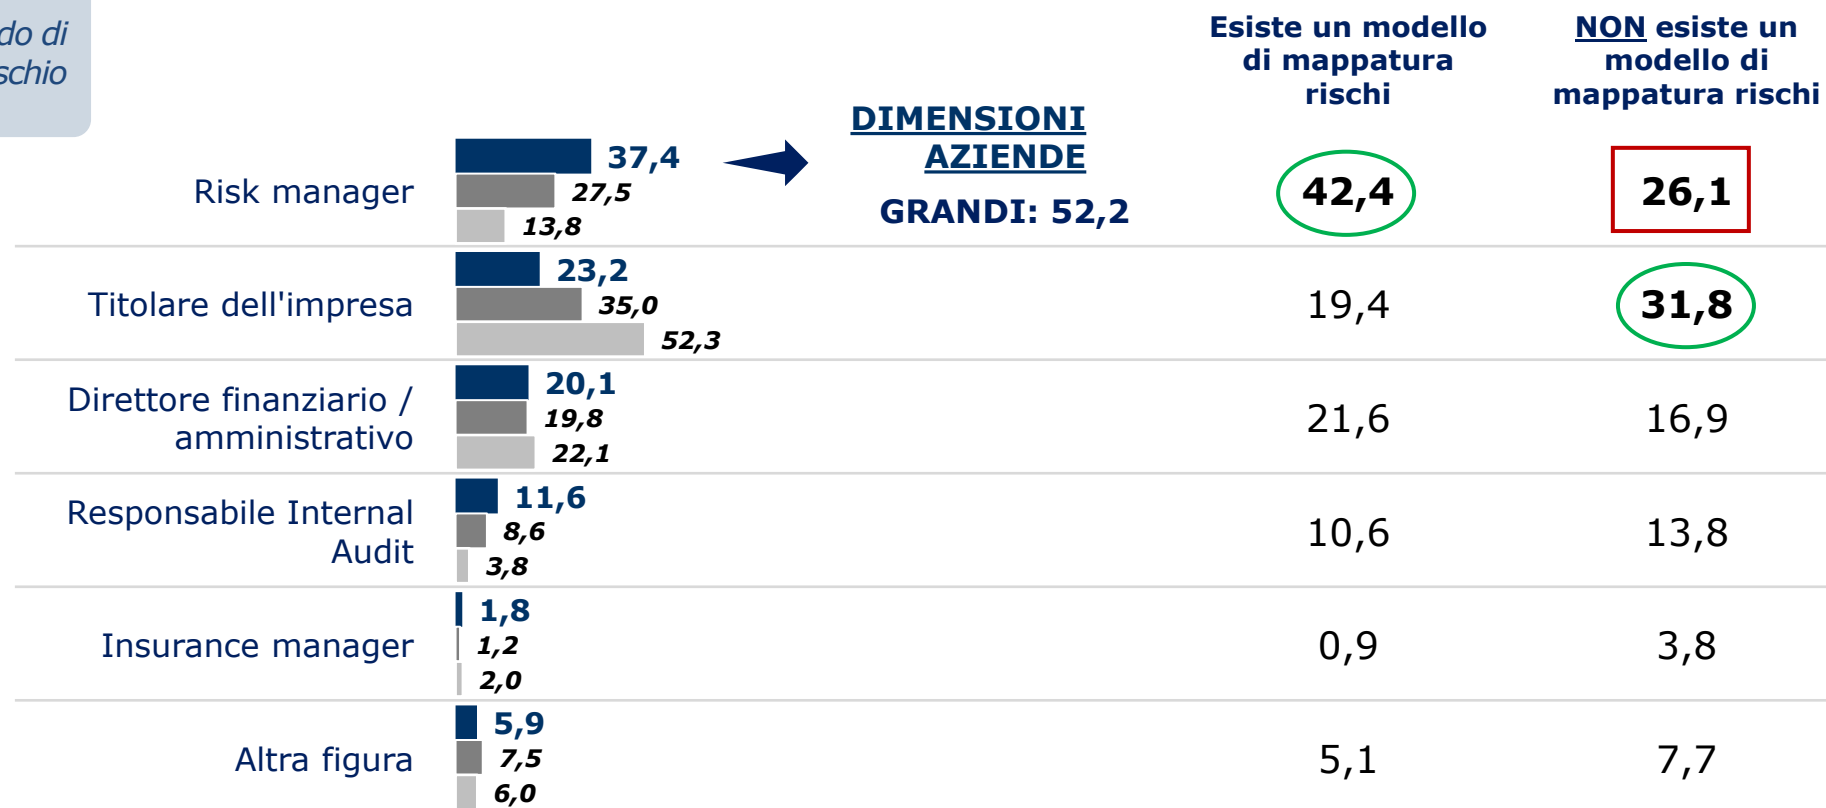 do di
schio
Esiste un modello
di mappatura
rischi
NON esiste un
modello di
mappatura rischi
DIMENSIONI
AZIENDE
GRANDI: 52,2
Risk manager
37,4
27,5
13,8
42,4
26,1
Titolare dell'impresa
23,2
35,0
52,3
19,4
31,8
Direttore finanziario /
amministrativo
20,1
19,8
22,1
21,6
16,9
Responsabile Internal
Audit
11,6
8,6
3,8
10,6
13,8
Insurance manager
1,8
1,2
2,0
0,9
3,8
Altra figura
5,9
7,5
6,0
5,1
7,7